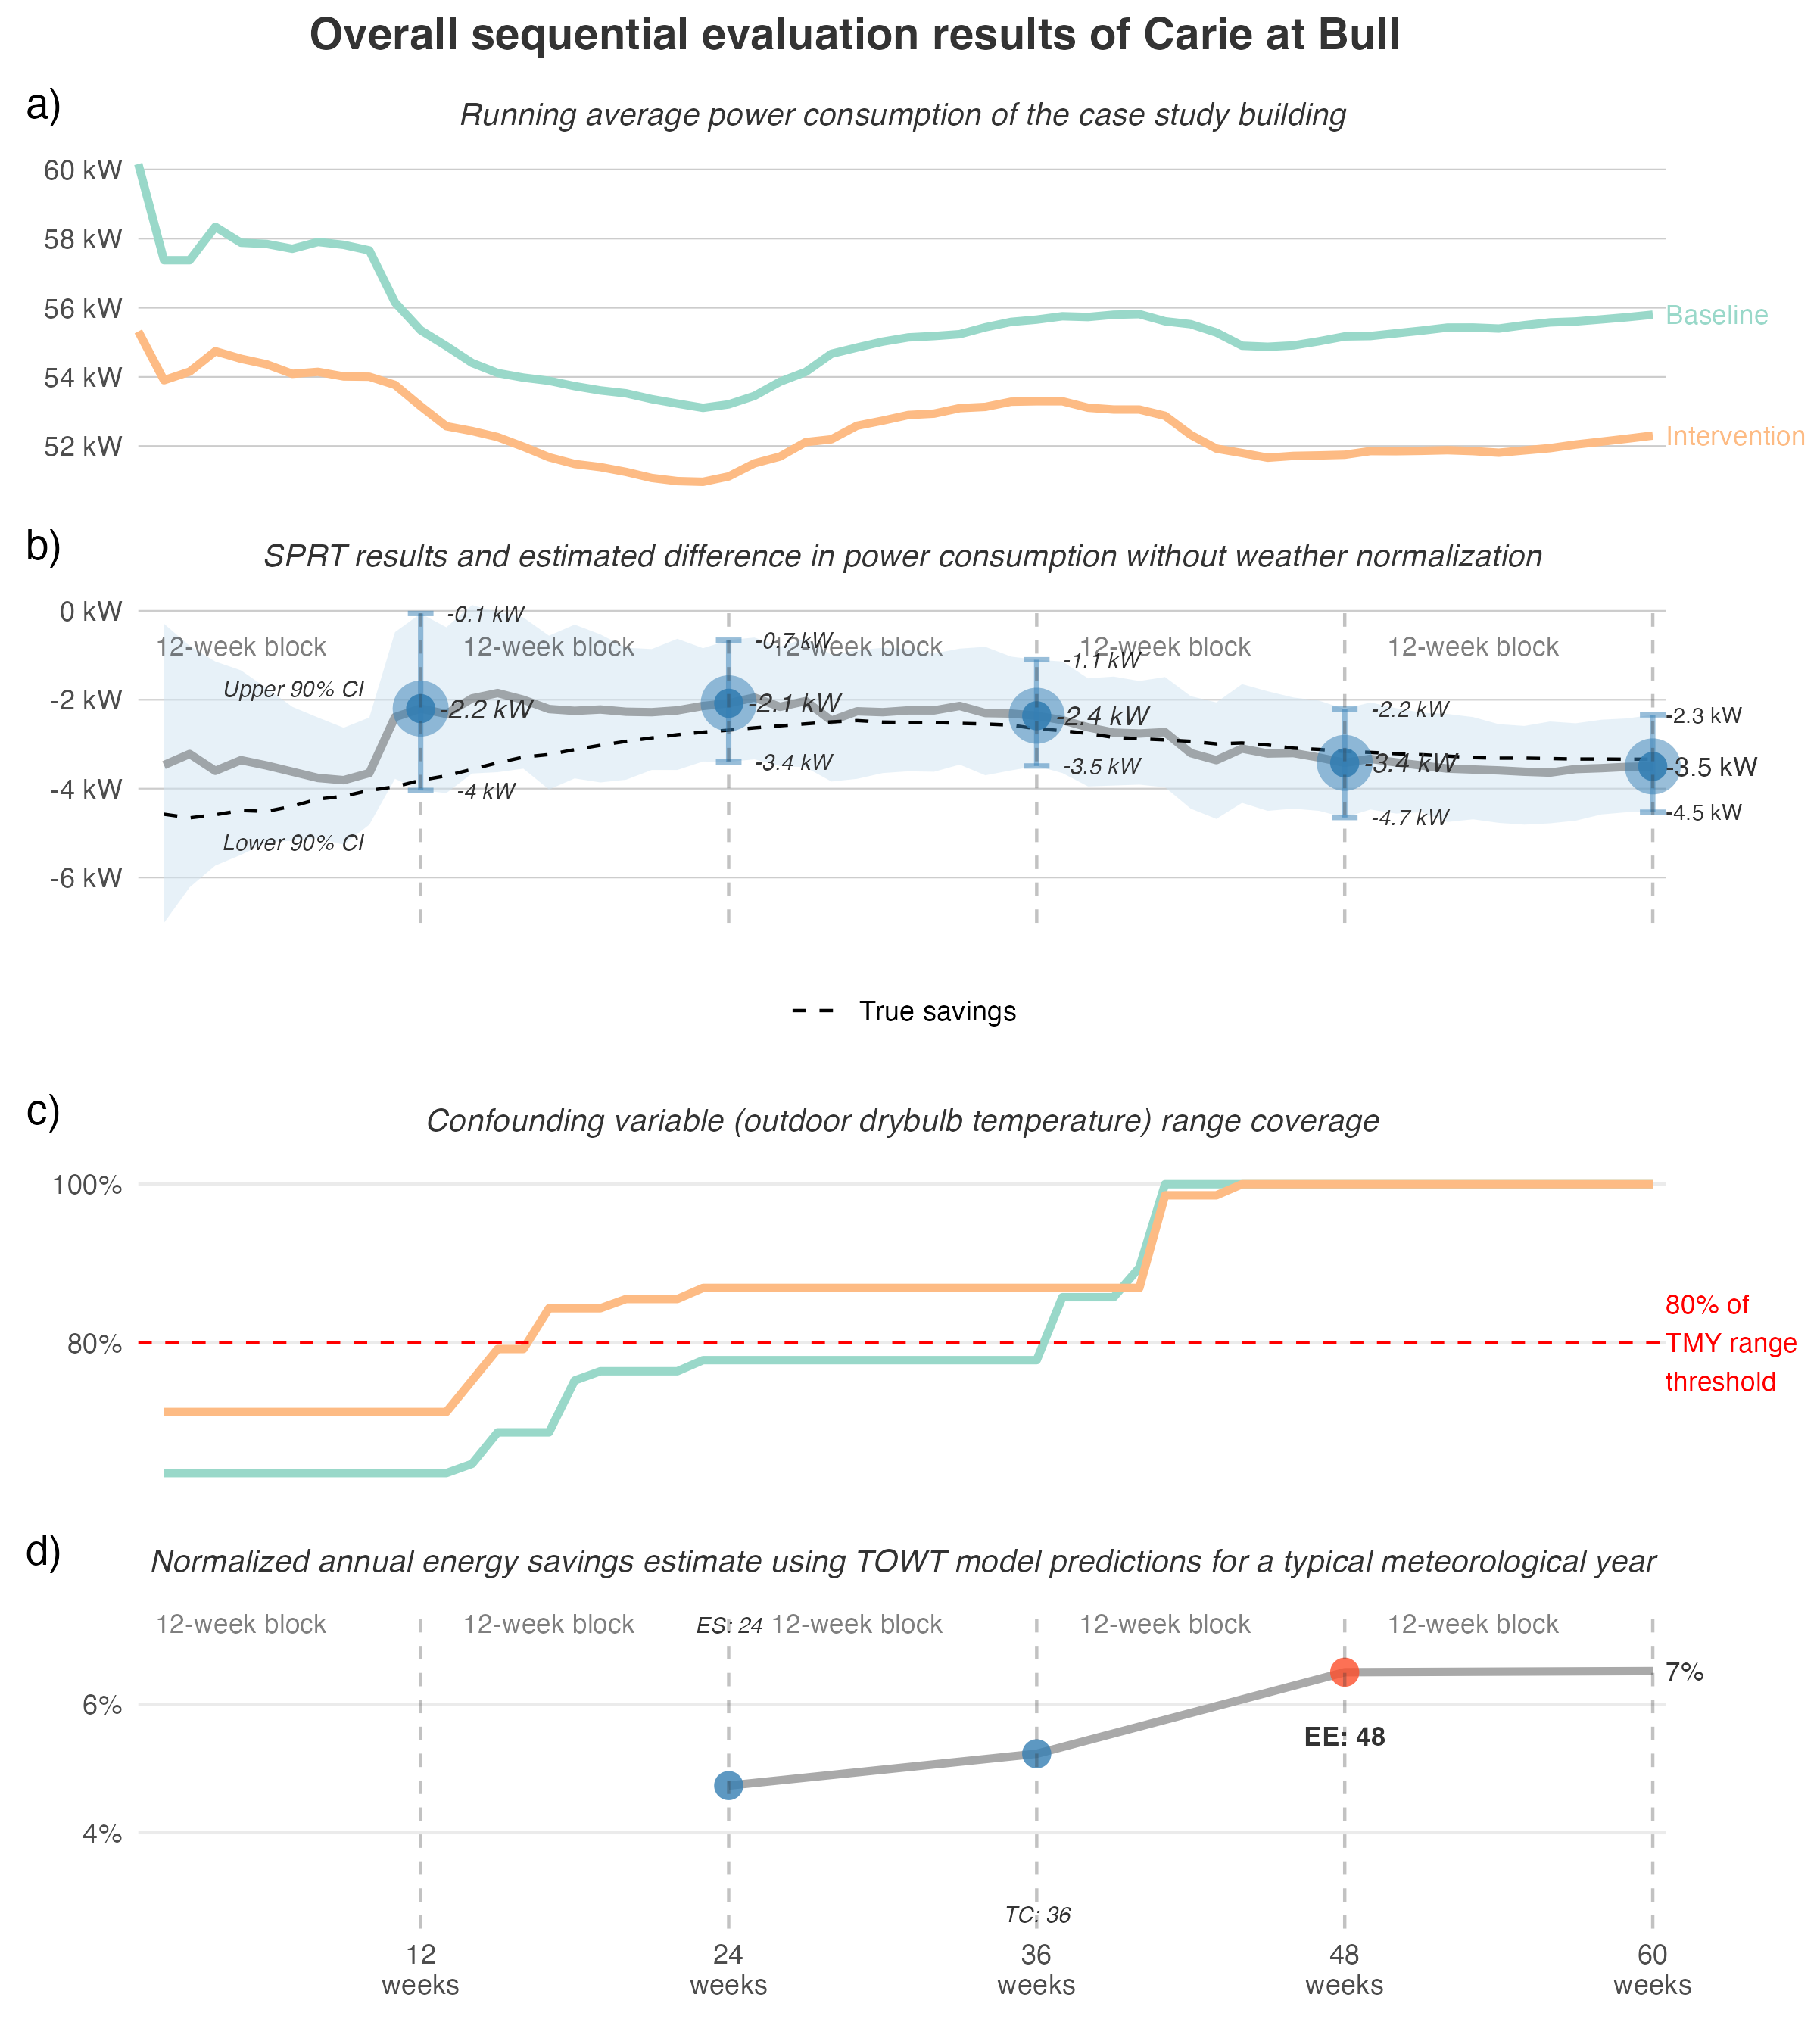 Overall sequential evaluation results of Carie at Bull
a)
Running average power consumption of the case study building
60 kW
58 kW
56 kW
54 kW
52 kW
Baseline
Intervention
b)
SPRT results and estimated difference in power consumption without weather normalization
0 kW
-2 kW
-4 kW
-6 kW
12-week block
12-week block
12-week block
12-week block
12-week block
Upper 90% CI
Lower 90% CI
-0.1 kW
-2.2 kW
-4 kW
-0.7 kW
-2.1 kW
-3.4 kW
-1.1 kW
-2.4 kW
-3.5 kW
-2.2 kW
-3.4 kW
-4.7 kW
-2.3 kW
-3.5 kW
-4.5 kW
True savings
c)
Confounding variable (outdoor drybulb temperature) range coverage
100%
80%
80% of
TMY range
threshold
d)
Normalized annual energy savings estimate using TOWT model predictions for a typical meteorological year
12-week block
12-week block
ES: 24
12-week block
12-week block
12-week block
6%
4%
7%
EE: 48
TC: 36
12
weeks
24
weeks
36
weeks
48
weeks
60
weeks